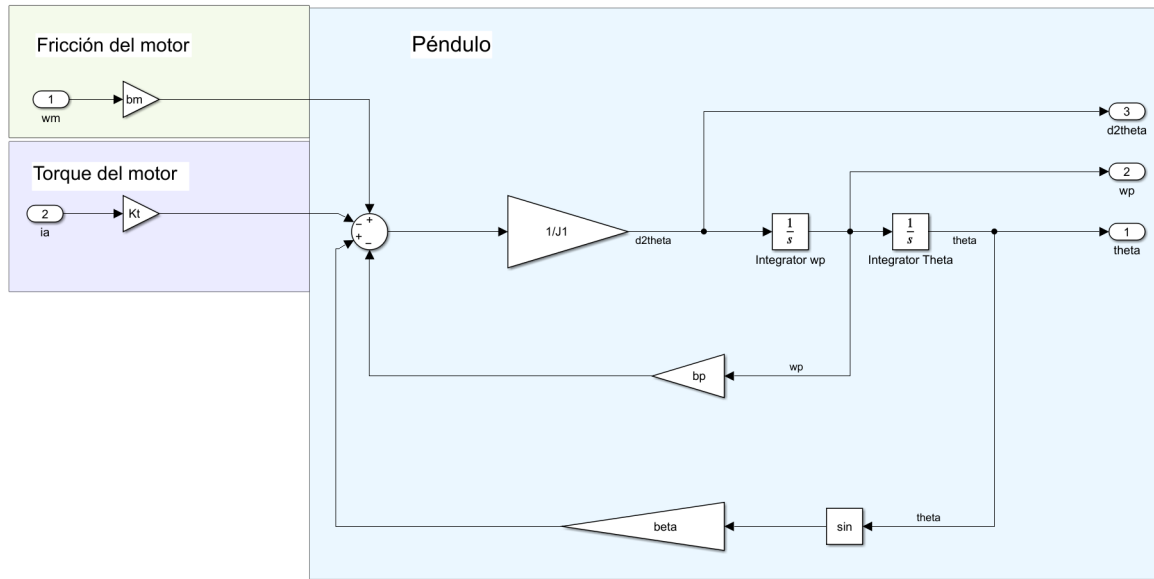 Fricción del motor
Péndulo
1
wm
bm
3
d2theta
Torque del motor
2
wp
2
ia
Kt
− +
+ −
1/J1
d2theta
1/s
Integrator wp
1/s
Integrator Theta
theta
1
theta
bp
wp
beta
sin
theta